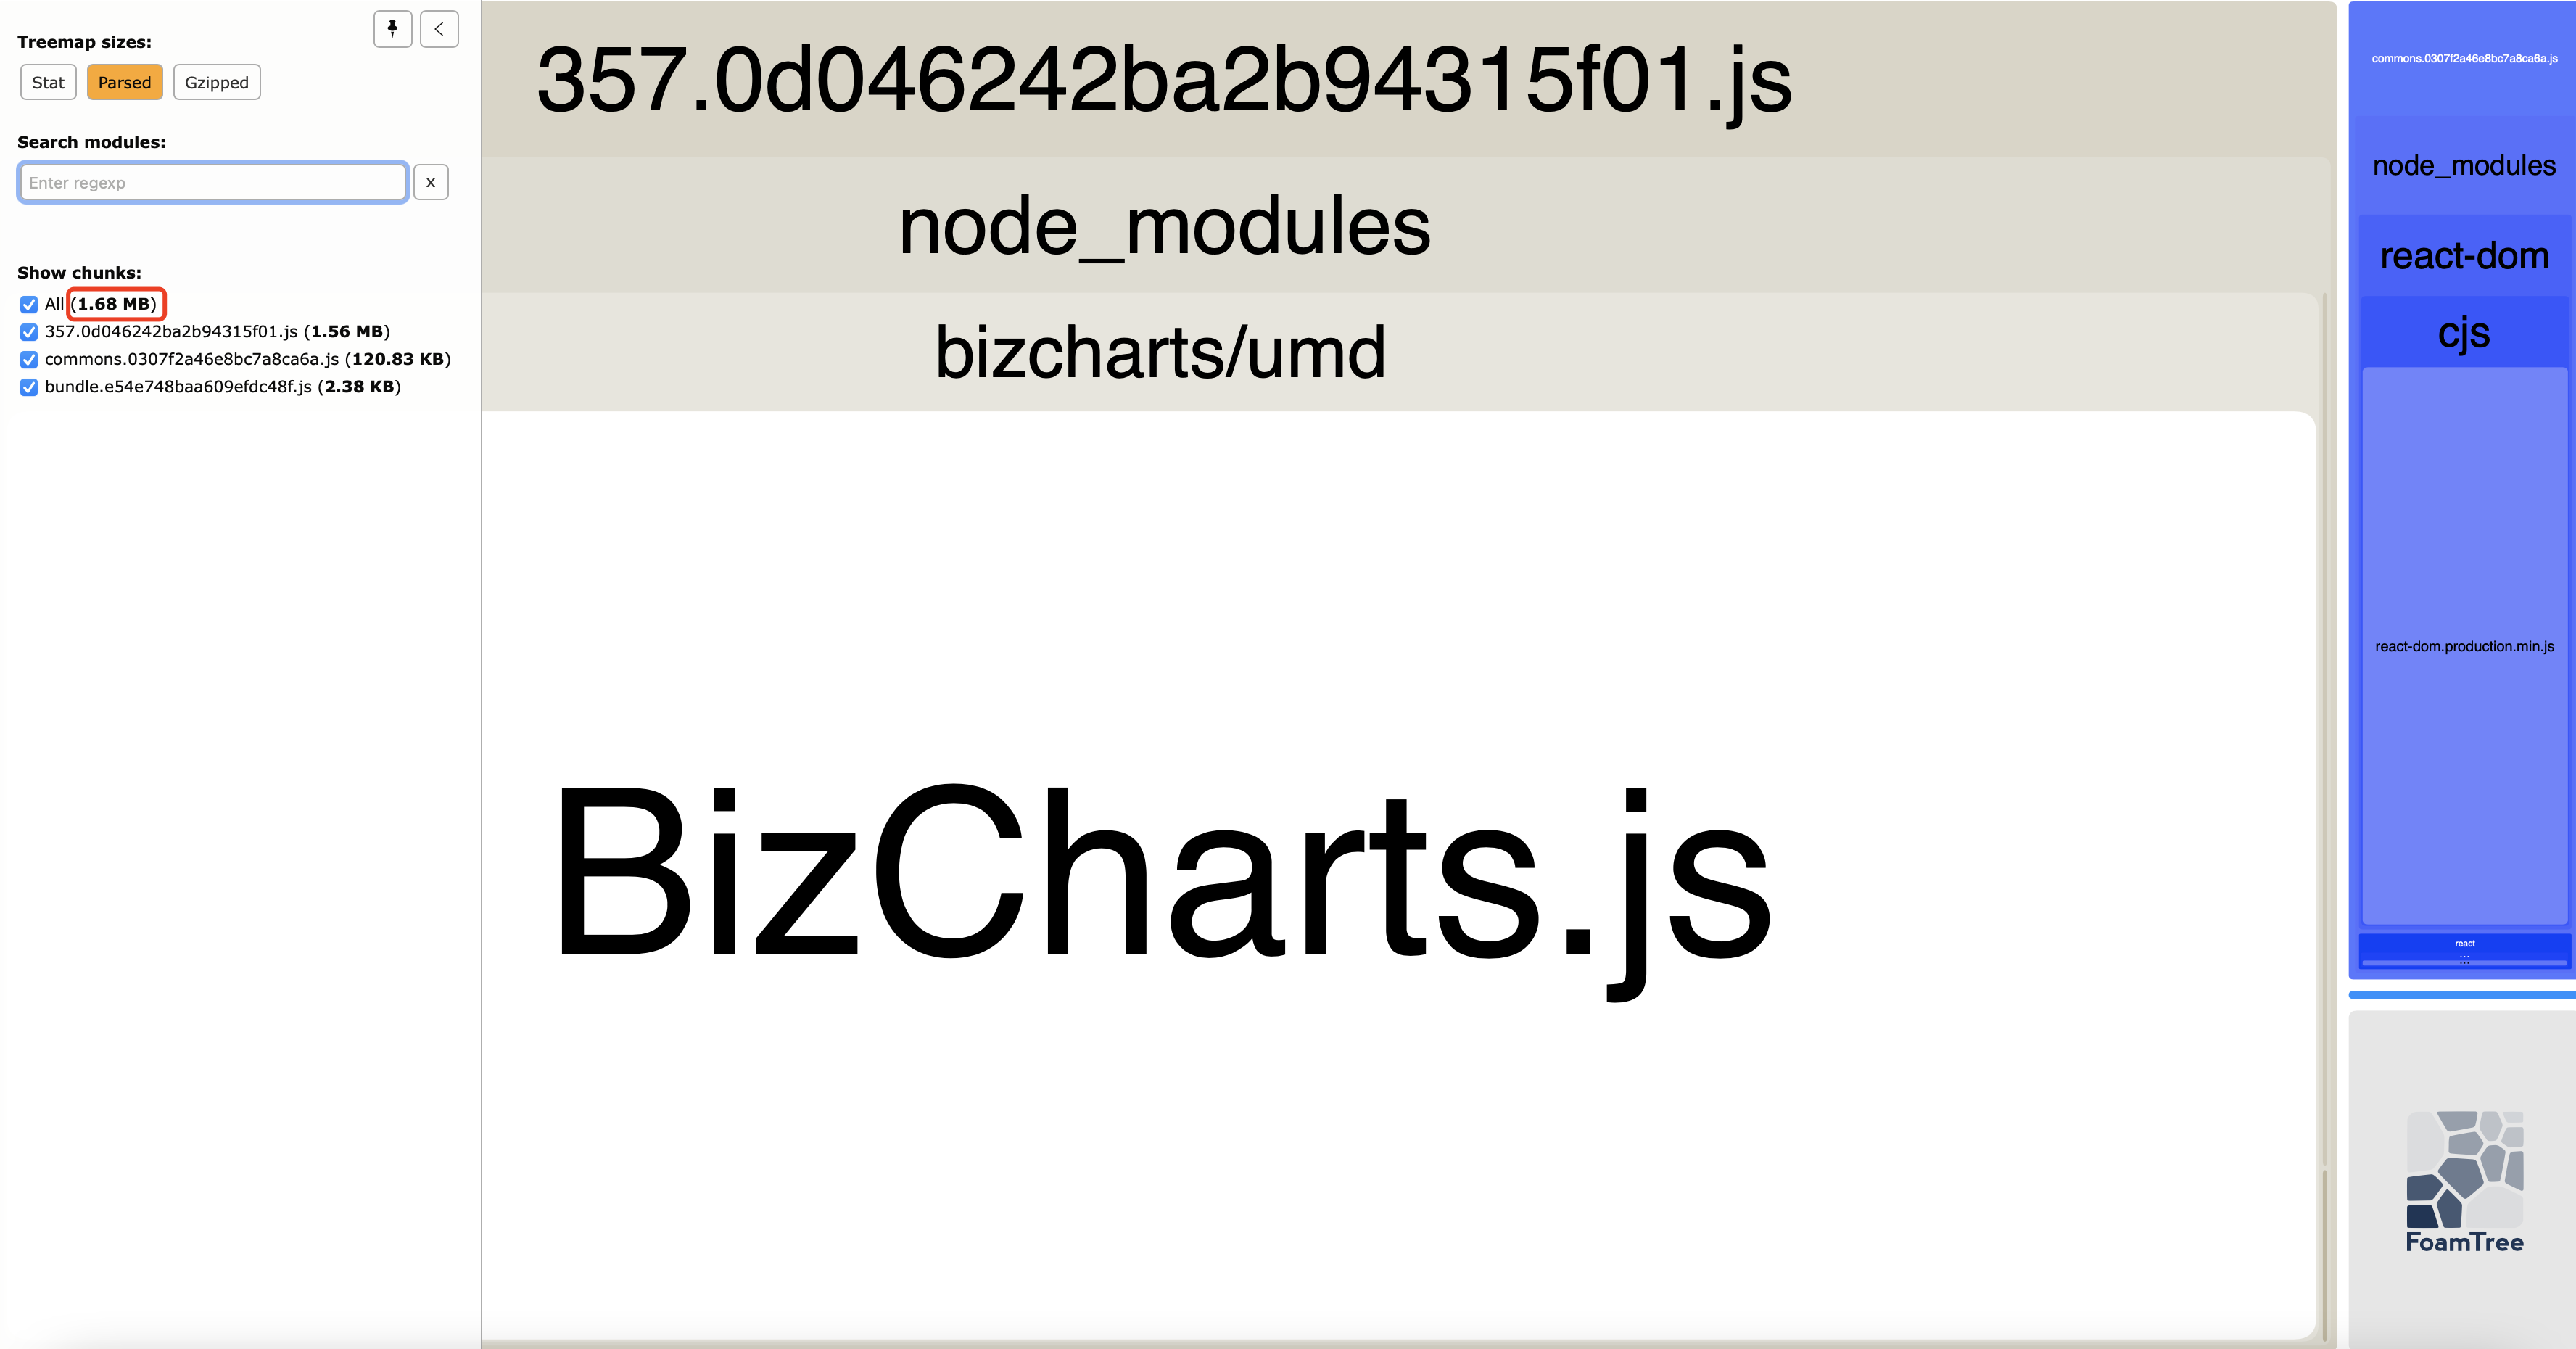 Treemap sizes:
Stat
Parsed
Gzipped
Search modules:
Enter regexp
x
Show chunks:
All (1.68 MB)
357.0d046242ba2b94315f01.js (1.56 MB)
commons.0307f2a46e8bc7a8ca6a.js (120.83 KB)
bundle.e54e748baa609efdc48f.js (2.38 KB)
357.0d046242ba2b94315f01.js
node_modules
bizcharts/umd
BizCharts.js
commons.0307f2a46e8bc7a8ca6a.js
node_modules
react-dom
cjs
react-dom.production.min.js
react
...
...
FoamTree